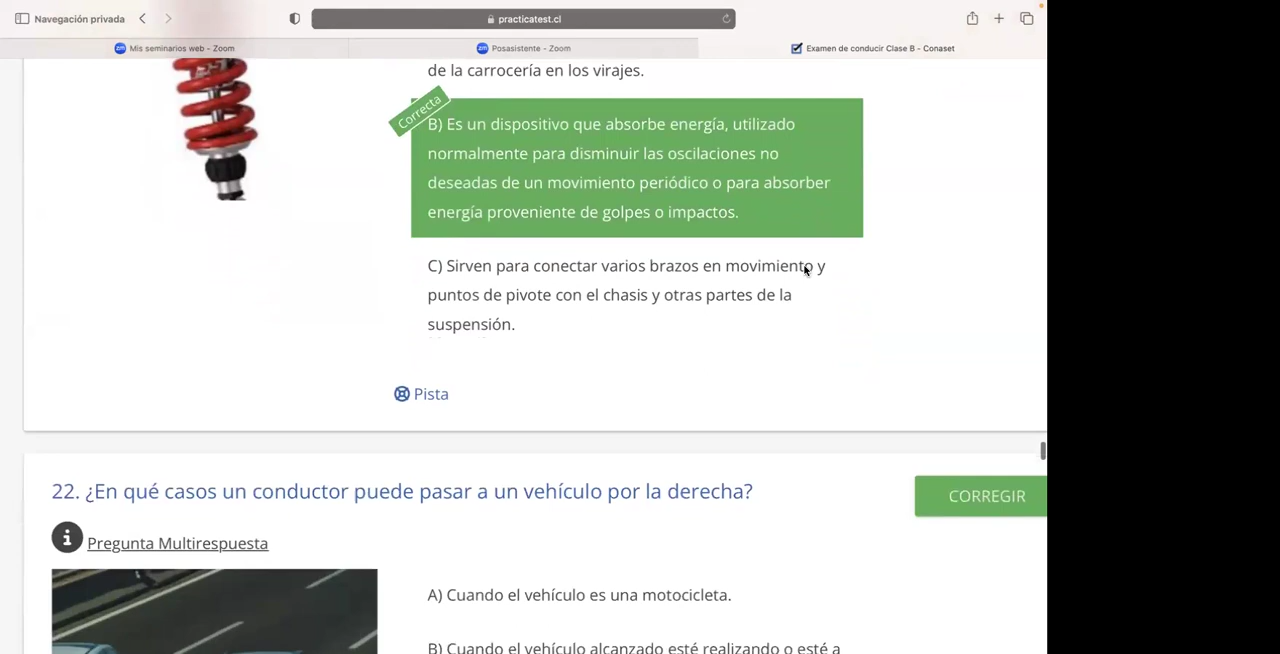 Navegación privada
practicatest.cl
Mis seminarios web - Zoom
Posasistente - Zoom
Examen de conducir Clase B - Conaset
de la carrocería en los virajes.
Correcta
B) Es un dispositivo que absorbe energía, utilizado
normalmente para disminuir las oscilaciones no
deseadas de un movimiento periódico o para absorber
energía proveniente de golpes o impactos.
C) Sirven para conectar varios brazos en movimiento y
puntos de pivote con el chasis y otras partes de la
suspensión.
Pista
22. ¿En qué casos un conductor puede pasar a un vehículo por la derecha?
CORREGIR
Pregunta Multirespuesta
A) Cuando el vehículo es una motocicleta.
B) Cuando el vehículo alcanzado esté realizando o esté a